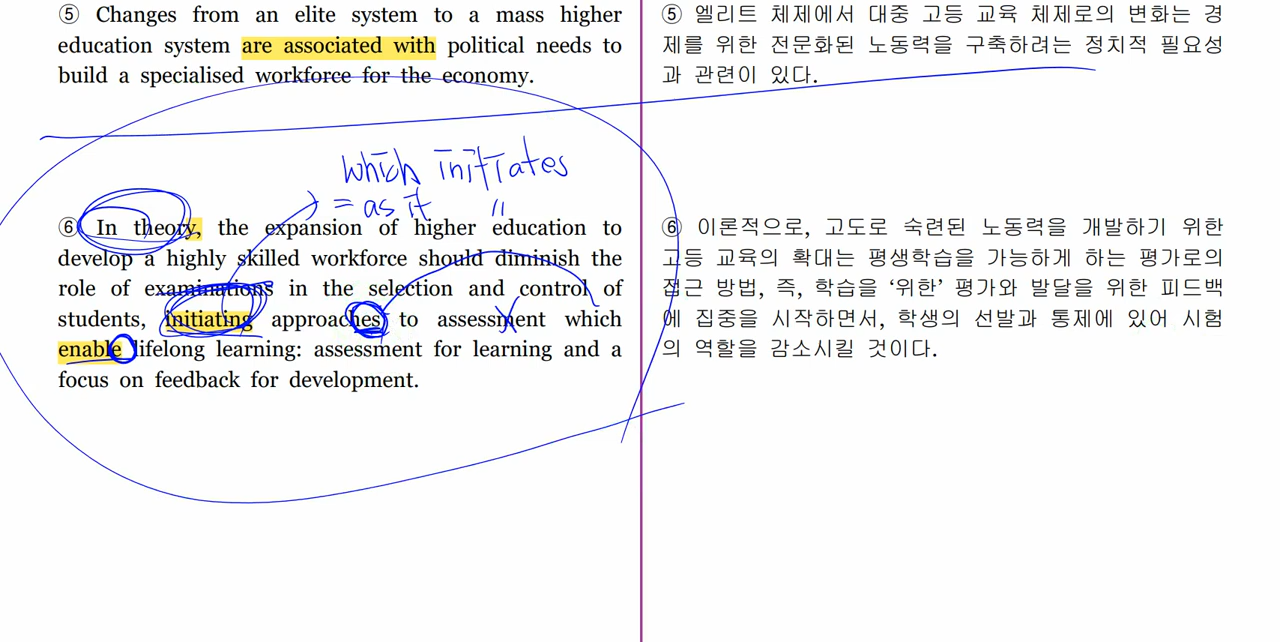 ⑤ Changes from an elite system to a mass higher
education system are associated with political needs to
build a specialised workforce for the economy.
⑤ 엘리트 체제에서 대중 고등 교육 체제로의 변화는 경
제를 위한 전문화된 노동력을 구축하려는 정치적 필요성
과 관련이 있다.
which initiates
= as it 〃
⑥ In theory, the expansion of higher education to
develop a highly skilled workforce should diminish the
role of examinations in the selection and control of
students, initiating approaches to assessment which
enable lifelong learning: assessment for learning and a
focus on feedback for development.
⑥ 이론적으로, 고도로 숙련된 노동력을 개발하기 위한
고등 교육의 확대는 평생학습을 가능하게 하는 평가로의
접근 방법, 즉, 학습을 ‘위한’ 평가와 발달을 위한 피드백
에 집중을 시작하면서, 학생의 선발과 통제에 있어 시험
의 역할을 감소시킬 것이다.